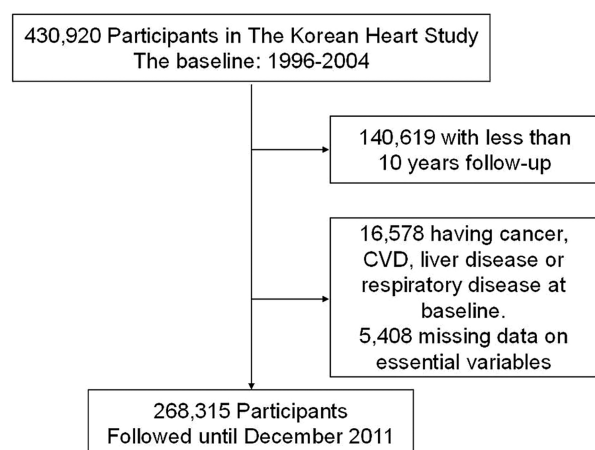 430,920 Participants in The Korean Heart Study
The baseline: 1996-2004
140,619 with less than
10 years follow-up
16,578 having cancer,
CVD, liver disease or
respiratory disease at
baseline.
5,408 missing data on
essential variables
268,315 Participants
Followed until December 2011